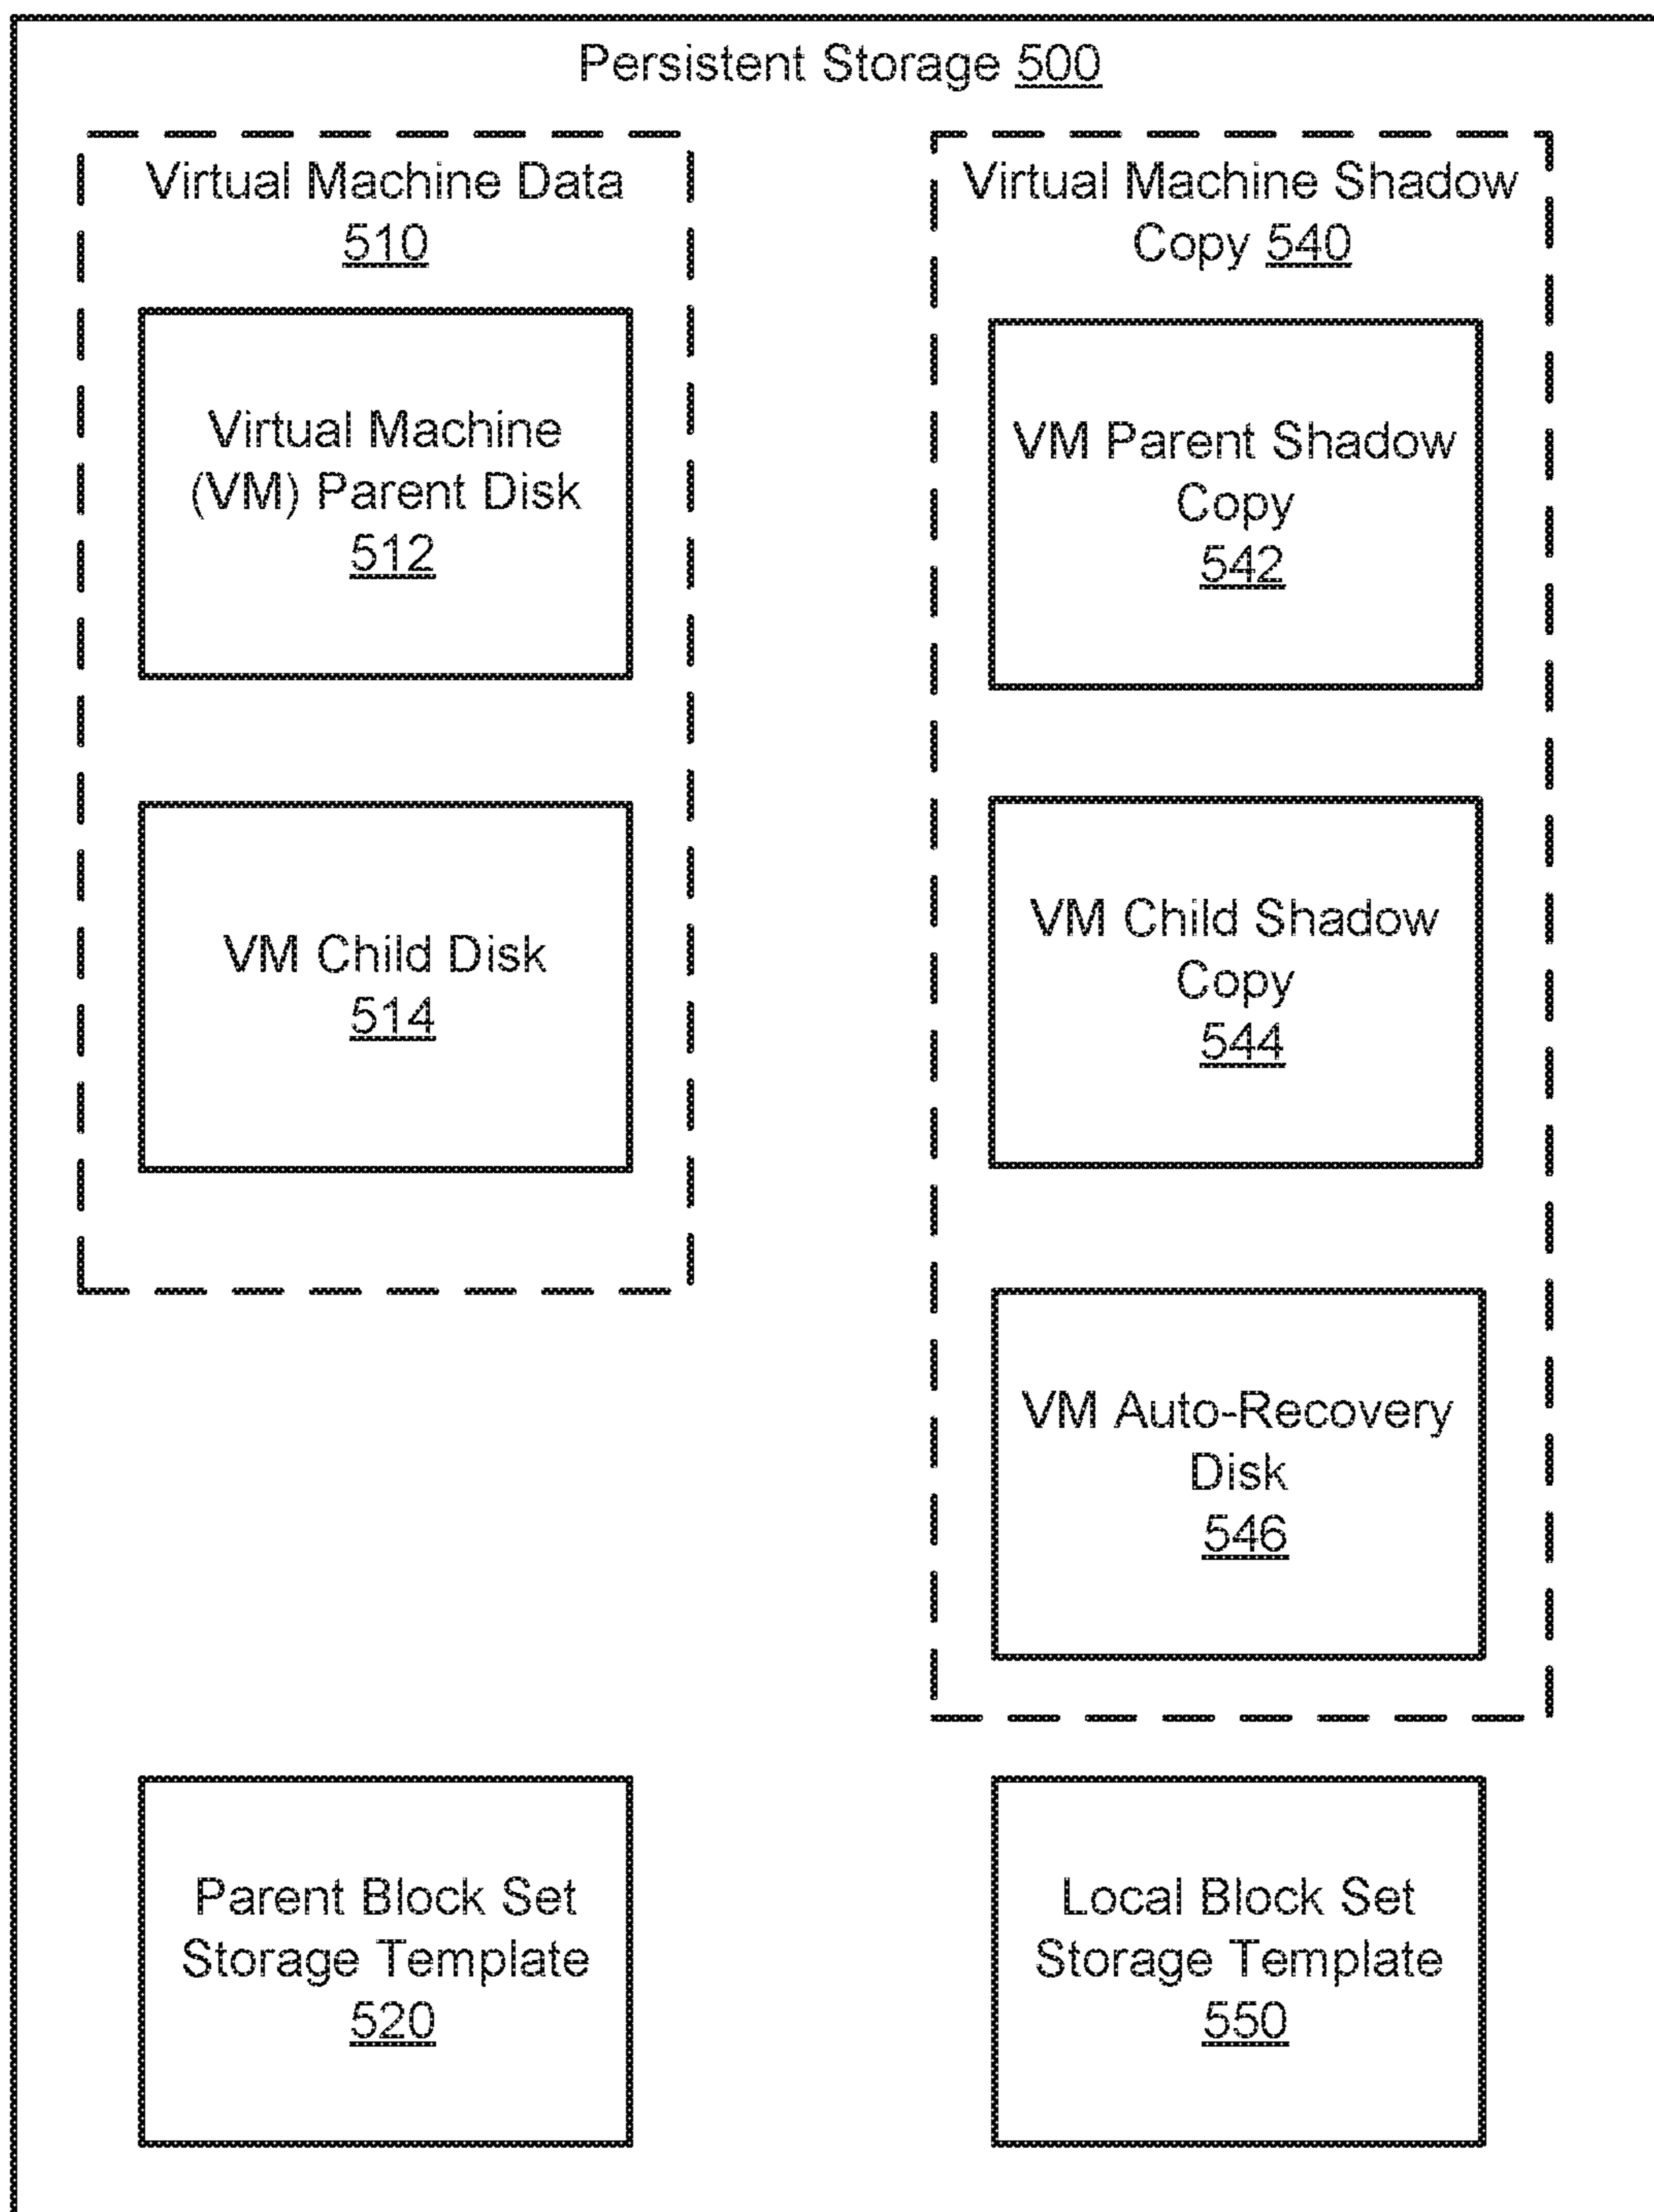 Persistent Storage 500
Virtual Machine Data
510
Virtual Machine
(VM) Parent Disk
512
VM Child Disk
514
Virtual Machine Shadow
Copy 540
VM Parent Shadow
Copy
542
VM Child Shadow
Copy
544
VM Auto-Recovery
Disk
546
Parent Block Set
Storage Template
520
Local Block Set
Storage Template
550